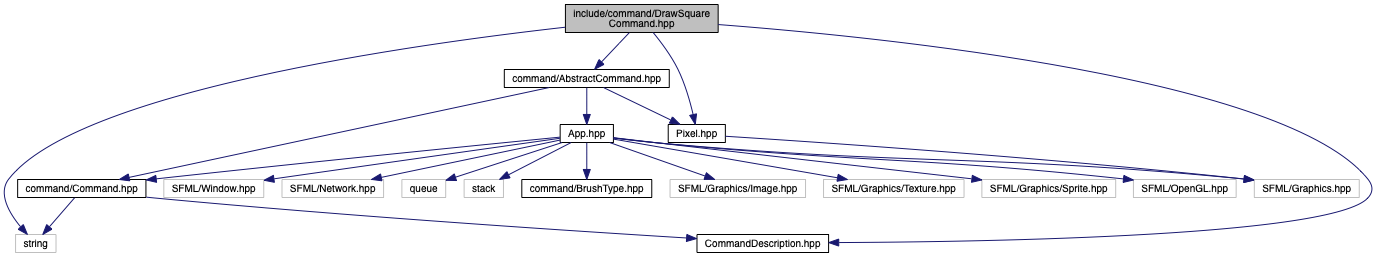 include/command/DrawSquare
Command.hpp
command/AbstractCommand.hpp
App.hpp
Pixel.hpp
command/Command.hpp
SFML/Window.hpp
SFML/Network.hpp
queue
stack
command/BrushType.hpp
SFML/Graphics/Image.hpp
SFML/Graphics/Texture.hpp
SFML/Graphics/Sprite.hpp
SFML/OpenGL.hpp
SFML/Graphics.hpp
string
CommandDescription.hpp